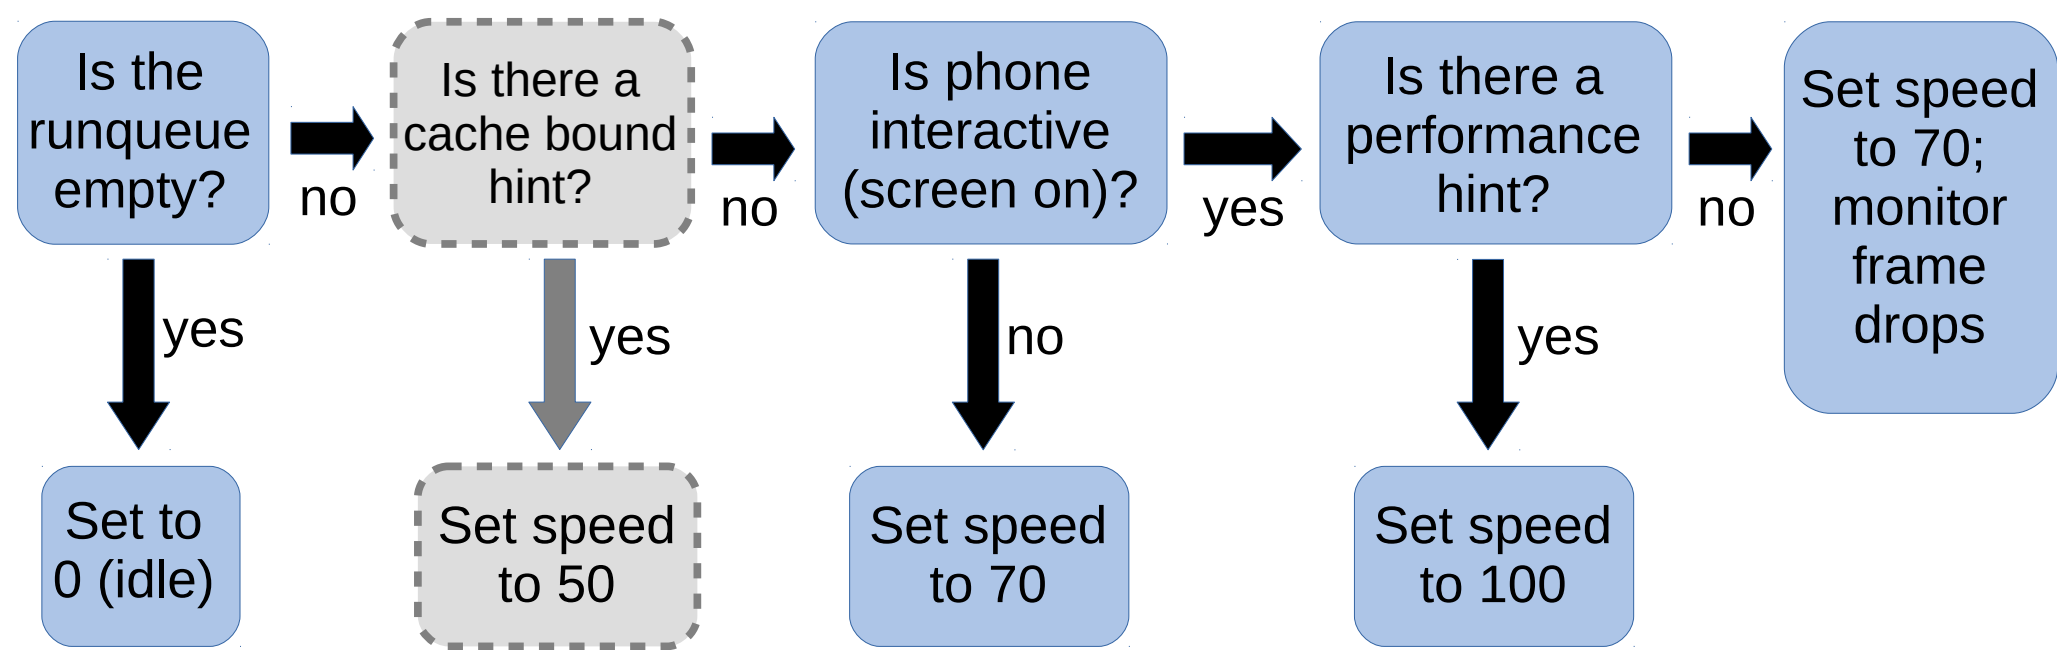 Is the
runqueue
empty?
no
Is there a
cache bound
hint?
no
Is phone
interactive
(screen on)?
yes
Is there a
performance
hint?
no
Set speed
to 70;
monitor
frame
drops
yes
yes
no
yes
Set to
0 (idle)
Set speed
to 50
Set speed
to 70
Set speed
to 100